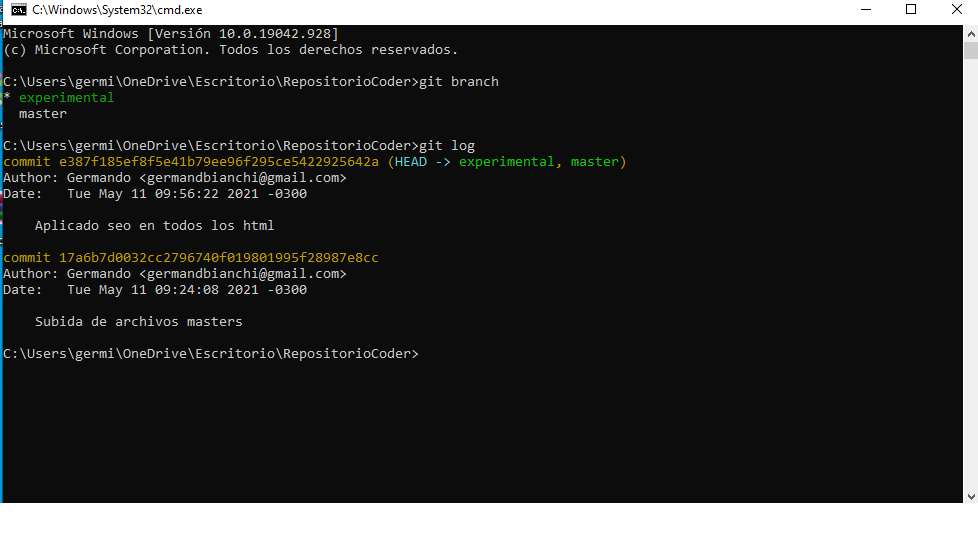 C:\Windows\System32\cmd.exe
Microsoft Windows [Versión 10.0.19042.928]
(c) Microsoft Corporation. Todos los derechos reservados.
C:\Users\germi\OneDrive\Escritorio\RepositorioCoder>git branch
* experimental
  master
C:\Users\germi\OneDrive\Escritorio\RepositorioCoder>git log
commit e387f185ef8f5e41b79ee96f295ce5422925642a (HEAD -> experimental, master)
Author: Germando <germandbianchi@gmail.com>
Date:   Tue May 11 09:56:22 2021 -0300
    Aplicado seo en todos los html
commit 17a6b7d0032cc2796740f019801995f28987e8cc
Author: Germando <germandbianchi@gmail.com>
Date:   Tue May 11 09:24:08 2021 -0300
    Subida de archivos masters
C:\Users\germi\OneDrive\Escritorio\RepositorioCoder>